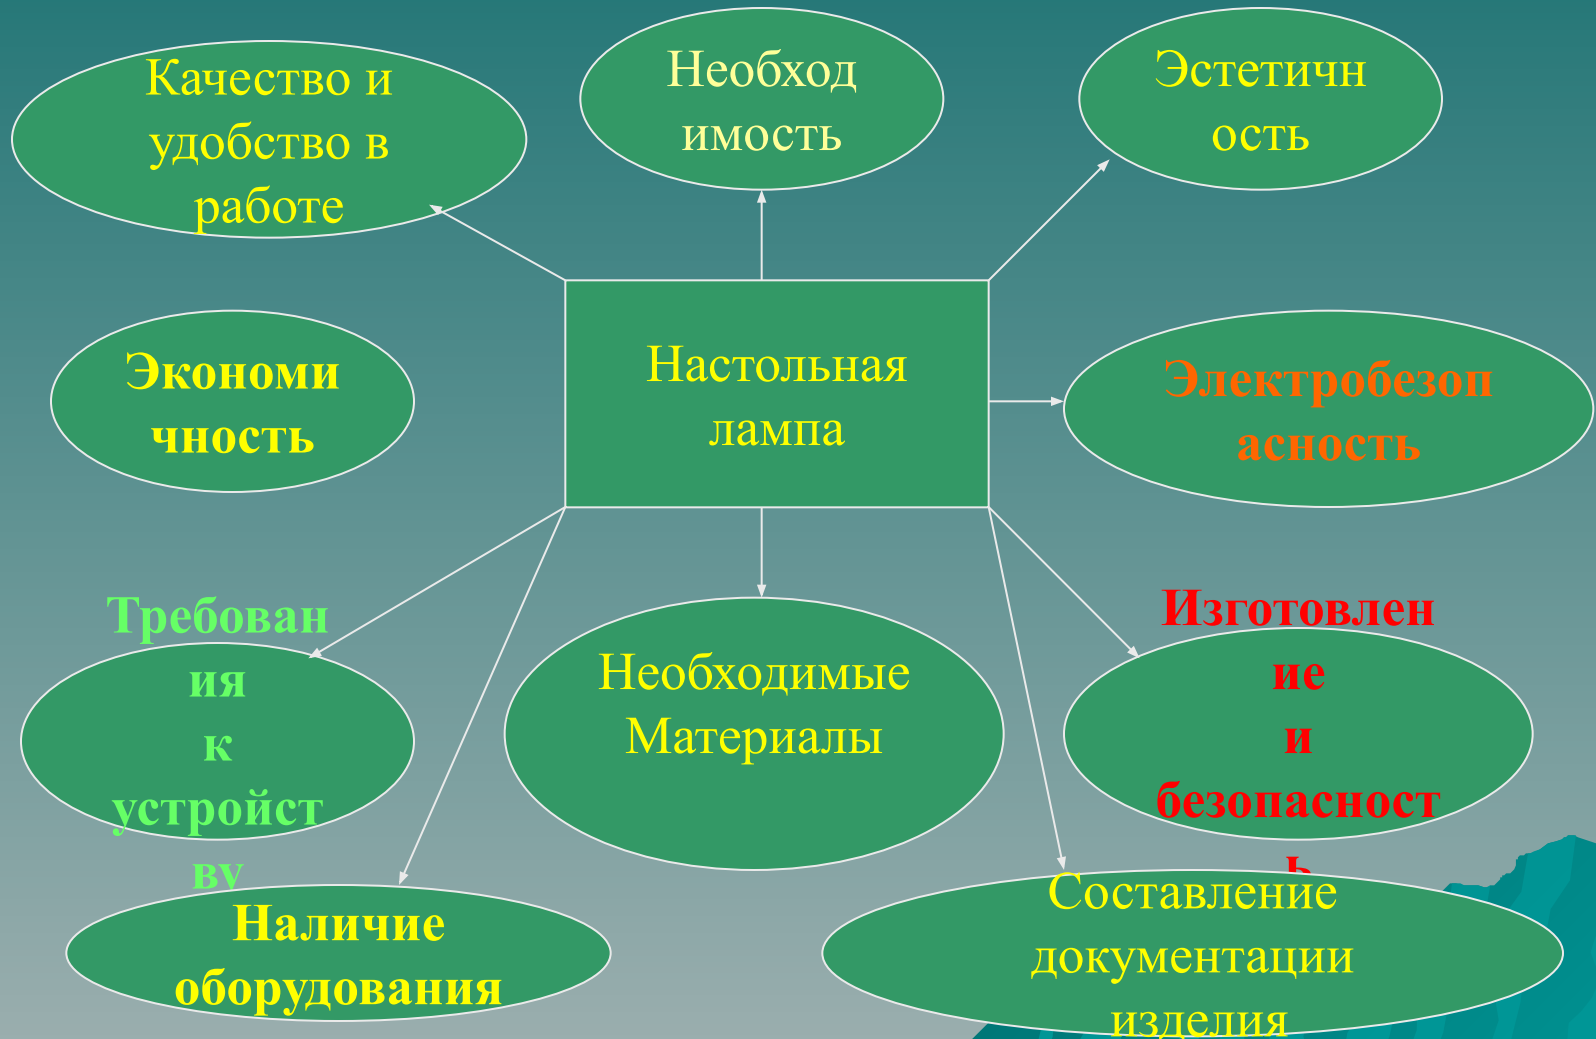 Качество и
удобство в
работе
Необход
имость
Эстетичн
ость
Экономи
чность
Настольная
лампа
Электробезоп
асность
Требован
ия
к
устройст
ву
Необходимые
Материалы
Изготовлен
ие
и
безопасност
ь
Наличие
оборудования
Составление
документации
изделия